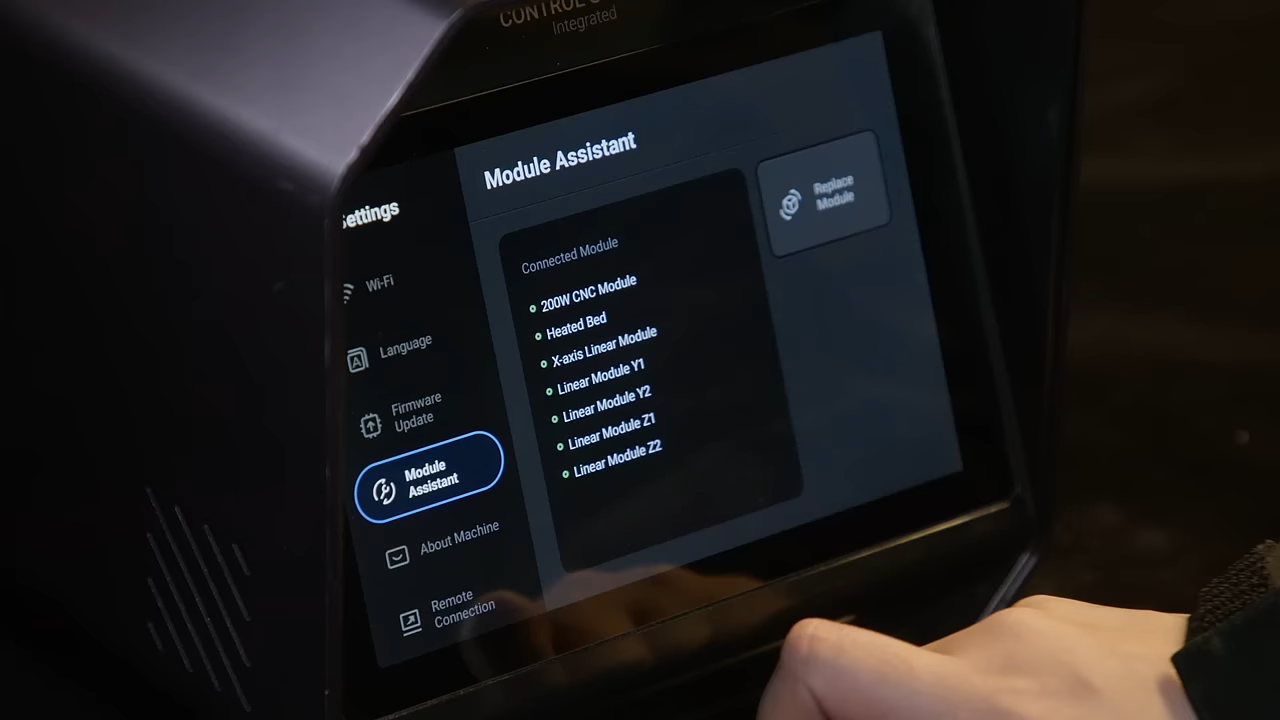 CONTROL
Integrated
Settings
Wi-Fi
Language
Firmware
Update
Module
Assistant
About Machine
Remote
Connection
Module Assistant
Connected Module
200W CNC Module
Heated Bed
X-axis Linear Module
Linear Module Y1
Linear Module Y2
Linear Module Z1
Linear Module Z2
Replace
Module